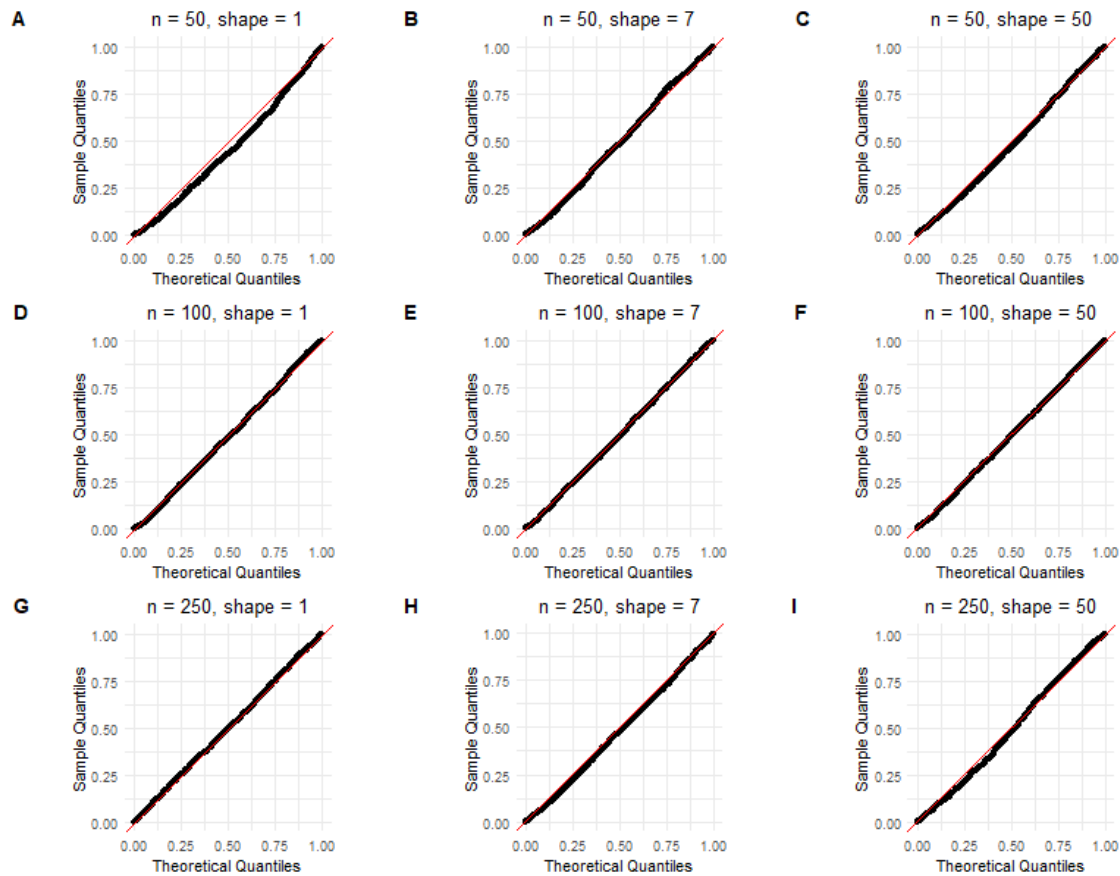 A n = 50, shape = 1
1.00
0.75
0.50
0.25
0.00
Sample Quantiles
0.00 0.25 0.50 0.75 1.00
Theoretical Quantiles
B n = 50, shape = 7
1.00
0.75
0.50
0.25
0.00
Sample Quantiles
0.00 0.25 0.50 0.75 1.00
Theoretical Quantiles
C n = 50, shape = 50
1.00
0.75
0.50
0.25
0.00
Sample Quantiles
0.00 0.25 0.50 0.75 1.00
Theoretical Quantiles
D n = 100, shape = 1
1.00
0.75
0.50
0.25
0.00
Sample Quantiles
0.00 0.25 0.50 0.75 1.00
Theoretical Quantiles
E n = 100, shape = 7
1.00
0.75
0.50
0.25
0.00
Sample Quantiles
0.00 0.25 0.50 0.75 1.00
Theoretical Quantiles
F n = 100, shape = 50
1.00
0.75
0.50
0.25
0.00
Sample Quantiles
0.00 0.25 0.50 0.75 1.00
Theoretical Quantiles
G n = 250, shape = 1
1.00
0.75
0.50
0.25
0.00
Sample Quantiles
0.00 0.25 0.50 0.75 1.00
Theoretical Quantiles
H n = 250, shape = 7
1.00
0.75
0.50
0.25
0.00
Sample Quantiles
0.00 0.25 0.50 0.75 1.00
Theoretical Quantiles
I n = 250, shape = 50
1.00
0.75
0.50
0.25
0.00
Sample Quantiles
0.00 0.25 0.50 0.75 1.00
Theoretical Quantiles